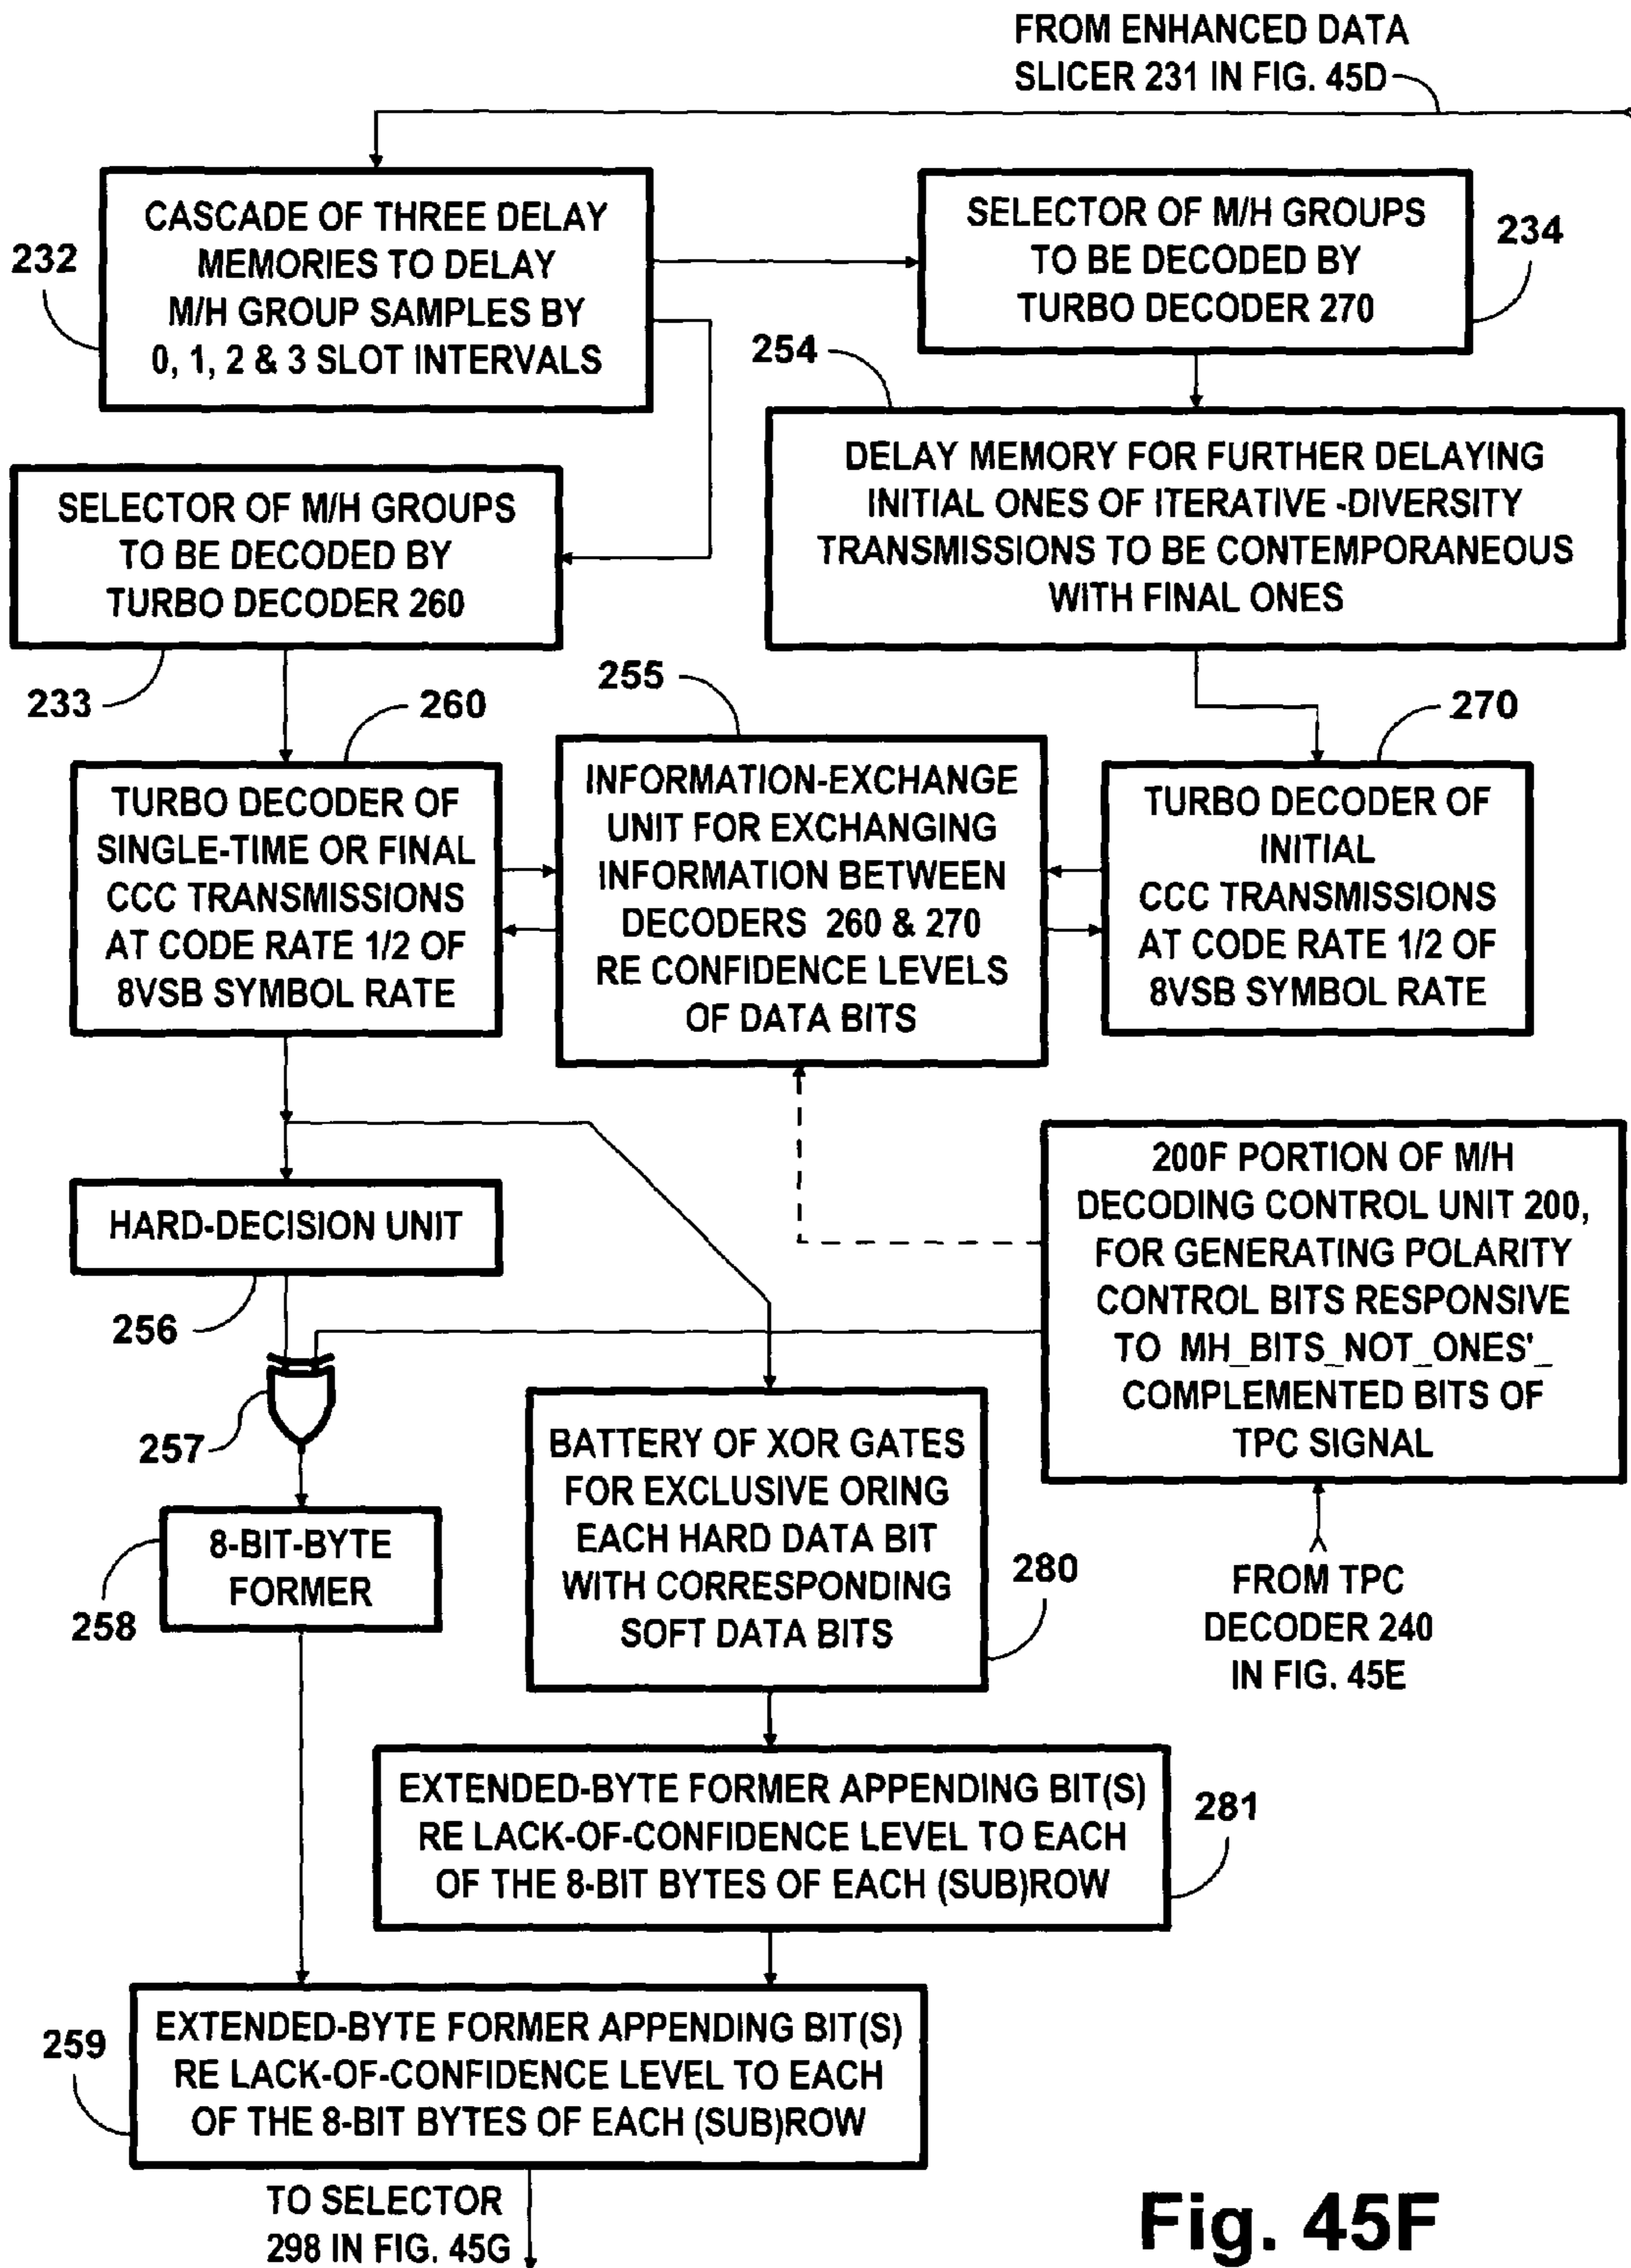 FROM ENHANCED DATA
SLICER 231 IN FIG. 45D
232
CASCADE OF THREE DELAY
MEMORIES TO DELAY
M/H GROUP SAMPLES BY
0, 1, 2 & 3 SLOT INTERVALS
SELECTOR OF M/H GROUPS
TO BE DECODED BY
TURBO DECODER 270
234
254
DELAY MEMORY FOR FURTHER DELAYING
INITIAL ONES OF ITERATIVE -DIVERSITY
TRANSMISSIONS TO BE CONTEMPORANEOUS
WITH FINAL ONES
SELECTOR OF M/H GROUPS
TO BE DECODED BY
TURBO DECODER 260
233
260
255
270
TURBO DECODER OF
SINGLE-TIME OR FINAL
CCC TRANSMISSIONS
AT CODE RATE 1/2 OF
8VSB SYMBOL RATE
INFORMATION-EXCHANGE
UNIT FOR EXCHANGING
INFORMATION BETWEEN
DECODERS 260 & 270
RE CONFIDENCE LEVELS
OF DATA BITS
TURBO DECODER OF
INITIAL
CCC TRANSMISSIONS
AT CODE RATE 1/2 OF
8VSB SYMBOL RATE
HARD-DECISION UNIT
256
200F PORTION OF M/H
DECODING CONTROL UNIT 200,
FOR GENERATING POLARITY
CONTROL BITS RESPONSIVE
TO MH_BITS_NOT_ONES'_
COMPLEMENTED BITS OF
TPC SIGNAL
257
BATTERY OF XOR GATES
FOR EXCLUSIVE ORING
EACH HARD DATA BIT
WITH CORRESPONDING
SOFT DATA BITS
280
8-BIT-BYTE
FORMER
258
FROM TPC
DECODER 240
IN FIG. 45E
EXTENDED-BYTE FORMER APPENDING BIT(S)
RE LACK-OF-CONFIDENCE LEVEL TO EACH
OF THE 8-BIT BYTES OF EACH (SUB)ROW
281
259
EXTENDED-BYTE FORMER APPENDING BIT(S)
RE LACK-OF-CONFIDENCE LEVEL TO EACH
OF THE 8-BIT BYTES OF EACH (SUB)ROW
TO SELECTOR
298 IN FIG. 45G
Fig. 45F